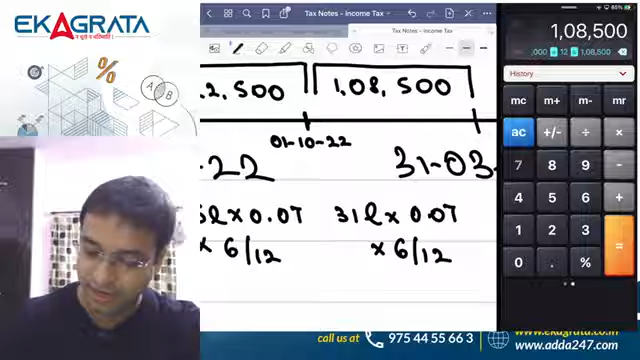 EKAGRATA
Tax Notes - Income Tax
85%
Tax Notes - Income Tax
1,08,500
,000 × 6 ÷ 12 = 1,08,500
History
mc m+ m- mr
ac +/- ÷ ×
7 8 9 -
4 5 6 +
1 2 3 =
0 . %
%
A B
2,500
1,08,500
01-10-22
-22
31-03-
× 0.07
31L × 0.07
× 6/12
× 6/12
call us at 975 44 55 66 3
www.ekagrata.co.in
www.adda247.com